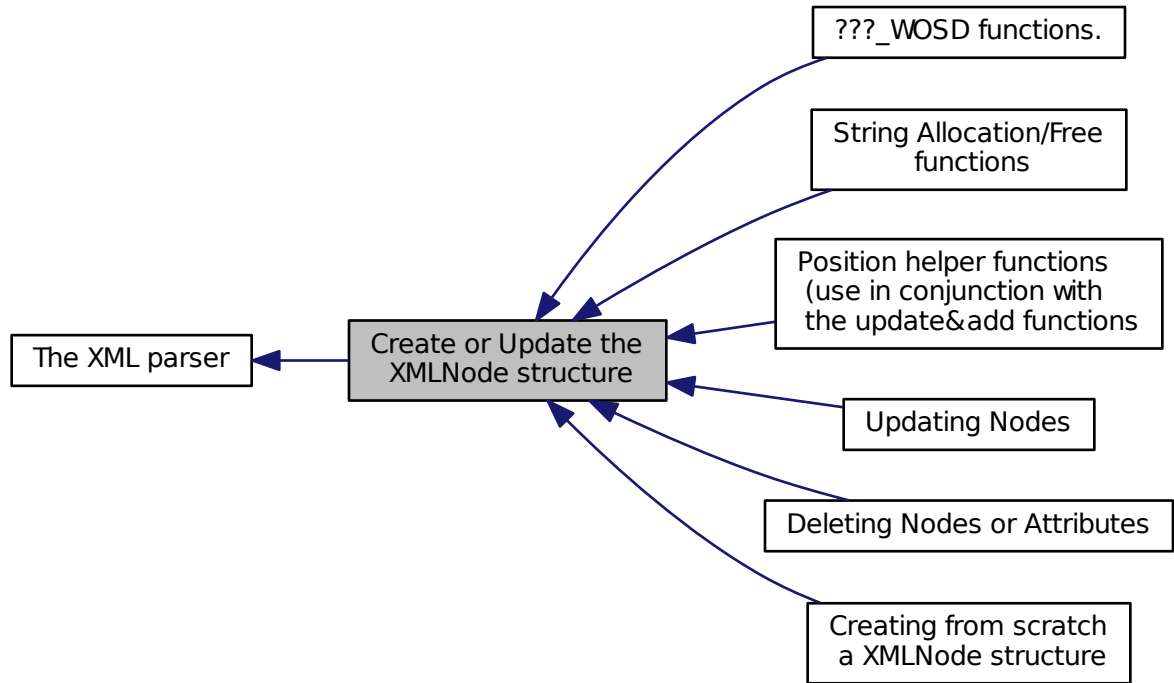 ???_WOSD functions.
String Allocation/Free
functions
Position helper functions
(use in conjunction with
the update&add functions
The XML parser
Create or Update the
XMLNode structure
Updating Nodes
Deleting Nodes or Attributes
Creating from scratch
a XMLNode structure